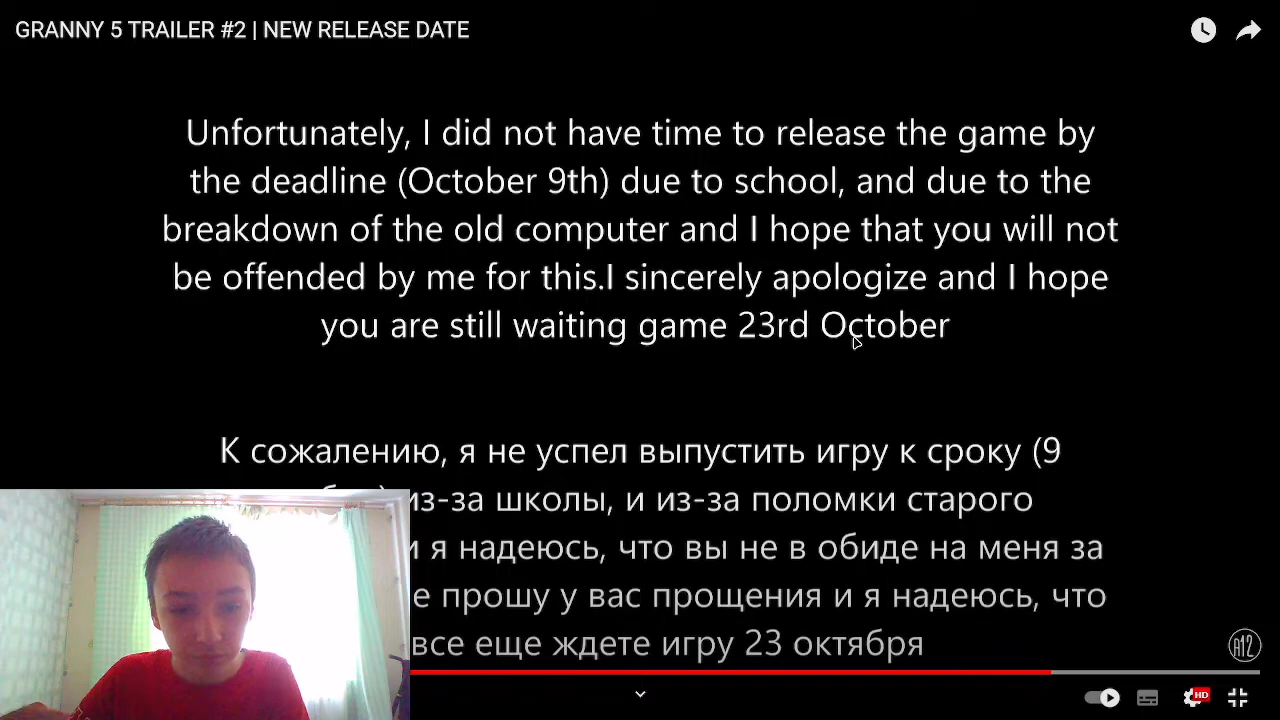 GRANNY 5 TRAILER #2 | NEW RELEASE DATE
Unfortunately, I did not have time to release the game by
the deadline (October 9th) due to school, and due to the
breakdown of the old computer and I hope that you will not
be offended by me for this.I sincerely apologize and I hope
you are still waiting game 23rd October
К сожалению, я не успел выпустить игру к сроку (9
из-за школы, и из-за поломки старого
и я надеюсь, что вы не в обиде на меня за
прошу у вас прощения и я надеюсь, что
все еще ждете игру 23 октября
A12
HD